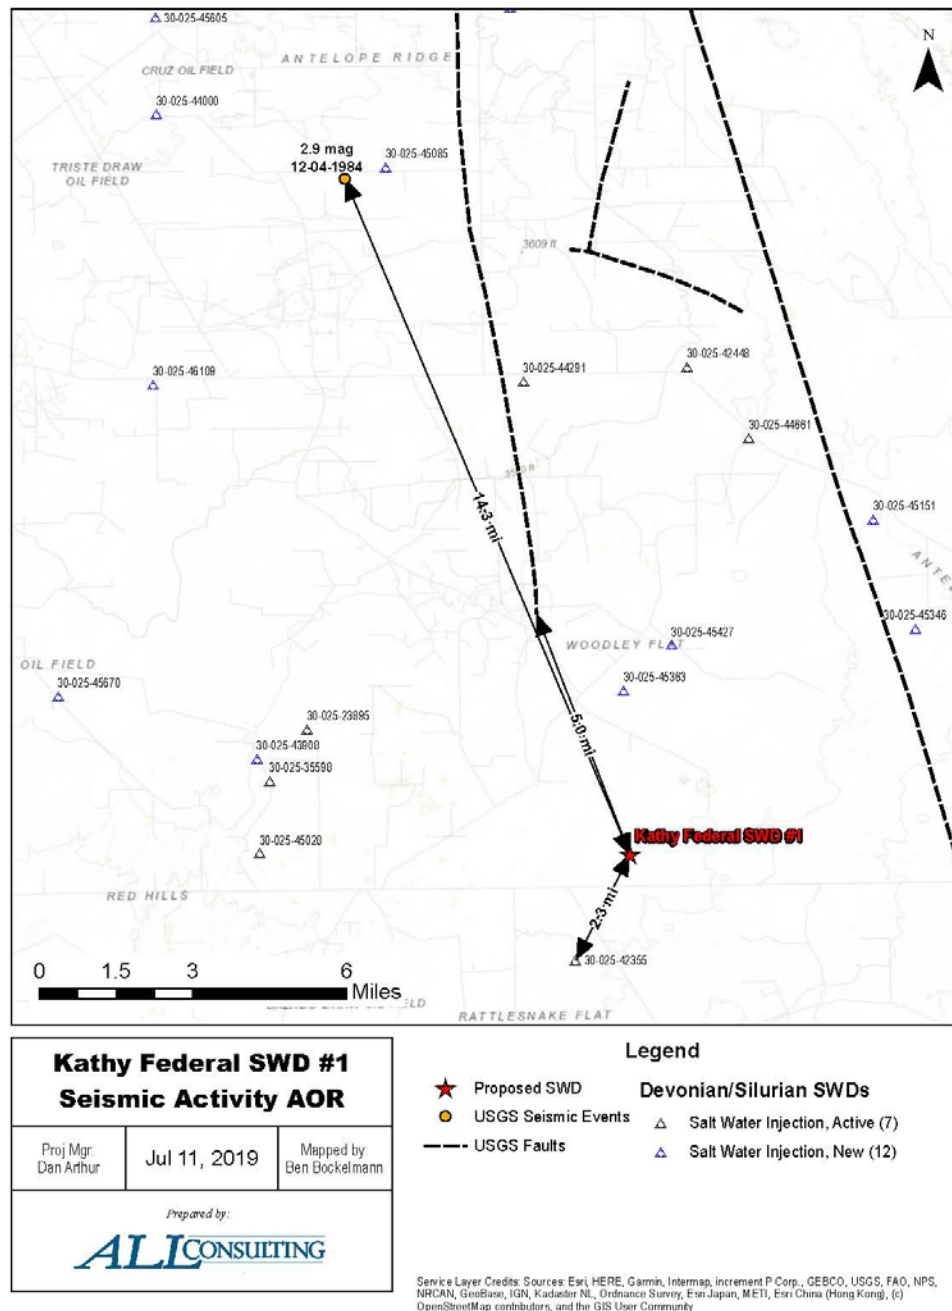 30-025-45605
ANTELOPE RIDGE
N
CRUZ OIL FIELD
30-025-44000
2.9 mag
12-04-1984
30-025-45085
TRISTE DRAW
OIL FIELD
3609 ft
30-025-46109
30-025-44291
30-025-42448
30-025-44661
14.3 mi
30-025-45151
30-025-45346
30-025-45427
WOODLEY FLAT
OIL FIELD
30-025-45670
30-025-45363
30-025-23895
5.0 mi
30-025-43908
30-025-35598
Kathy Federal SWD #1
30-025-45028
RED HILLS
2.3 mi
30-025-42355
0 1.5 3 6
Miles
RATTLESNAKE FLAT
Kathy Federal SWD #1
Seismic Activity AOR
Proj Mgr:
Dan Arthur
Jul 11, 2019
Mapped by:
Ben Bockelmann
Prepared by:
ALL CONSULTING
Legend
Proposed SWD
USGS Seismic Events
USGS Faults
Devonian/Silurian SWDs
Salt Water Injection, Active (7)
Salt Water Injection, New (12)
Service Layer Credits: Sources: Esri, HERE, Garmin, Intermap, increment P Corp., GEBCO, USGS, FAO, NPS,
NRCAN, GeoBase, IGN, Kadaster NL, Ordnance Survey, Esri Japan, METI, Esri China (Hong Kong), (c)
OpenStreetMap contributors, and the GIS User Community